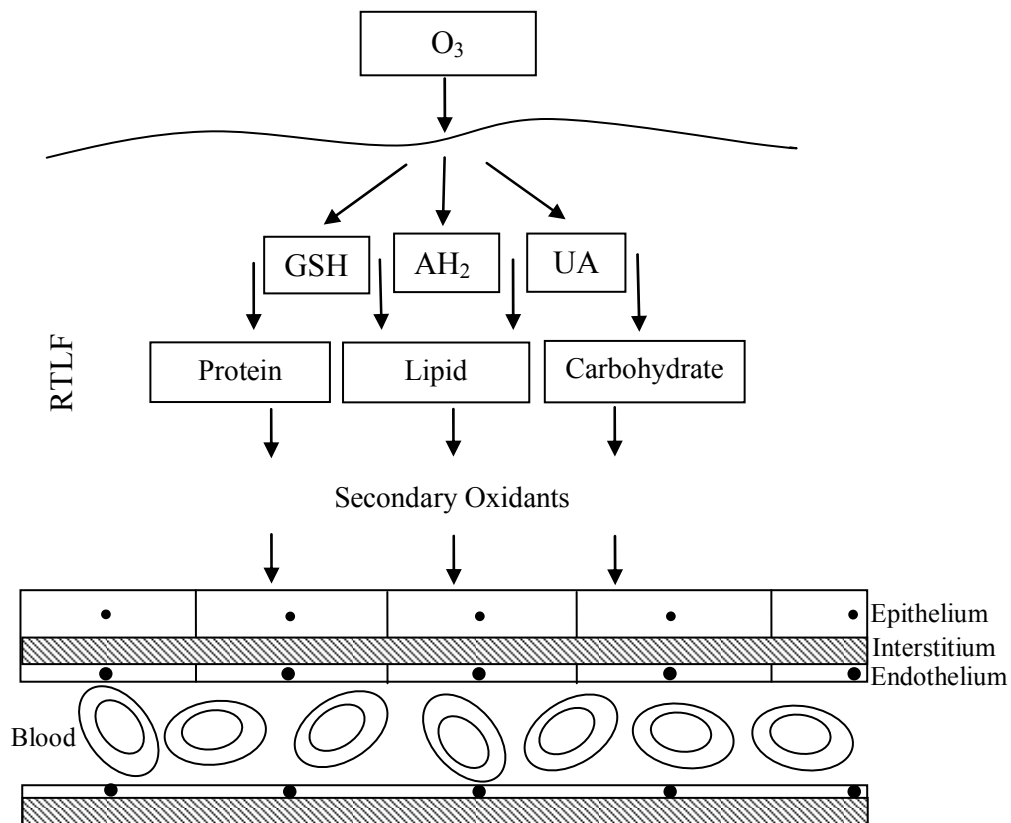 O₃
GSH
AH₂
UA
RTLF
Protein
Lipid
Carbohydrate
Secondary Oxidants
Epithelium
Interstitium
Endothelium
Blood